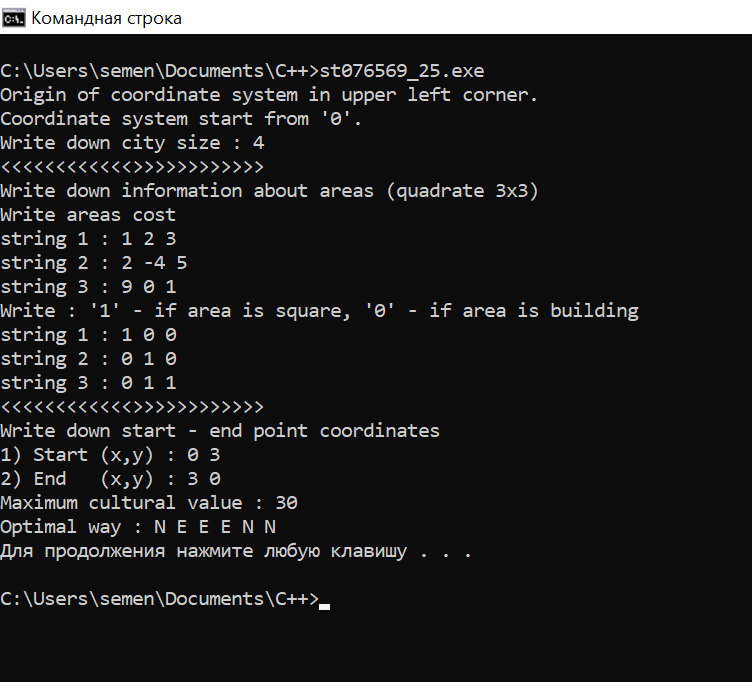 Командная строка
C:\Users\semen\Documents\C++>st076569_25.exe
Origin of coordinate system in upper left corner.
Coordinate system start from '0'.
Write down city size : 4
<<<<<<<<<<<<>>>>>>>>>>>>
Write down information about areas (quadrate 3x3)
Write areas cost
string 1 : 1 2 3
string 2 : 2 -4 5
string 3 : 9 0 1
Write : '1' - if area is square, '0' - if area is building
string 1 : 1 0 0
string 2 : 0 1 0
string 3 : 0 1 1
<<<<<<<<<<<<>>>>>>>>>>>>
Write down start - end point coordinates
1) Start (x,y) : 0 3
2) End   (x,y) : 3 0
Maximum cultural value : 30
Optimal way : N E E E N N
Для продолжения нажмите любую клавишу . . .
C:\Users\semen\Documents\C++>